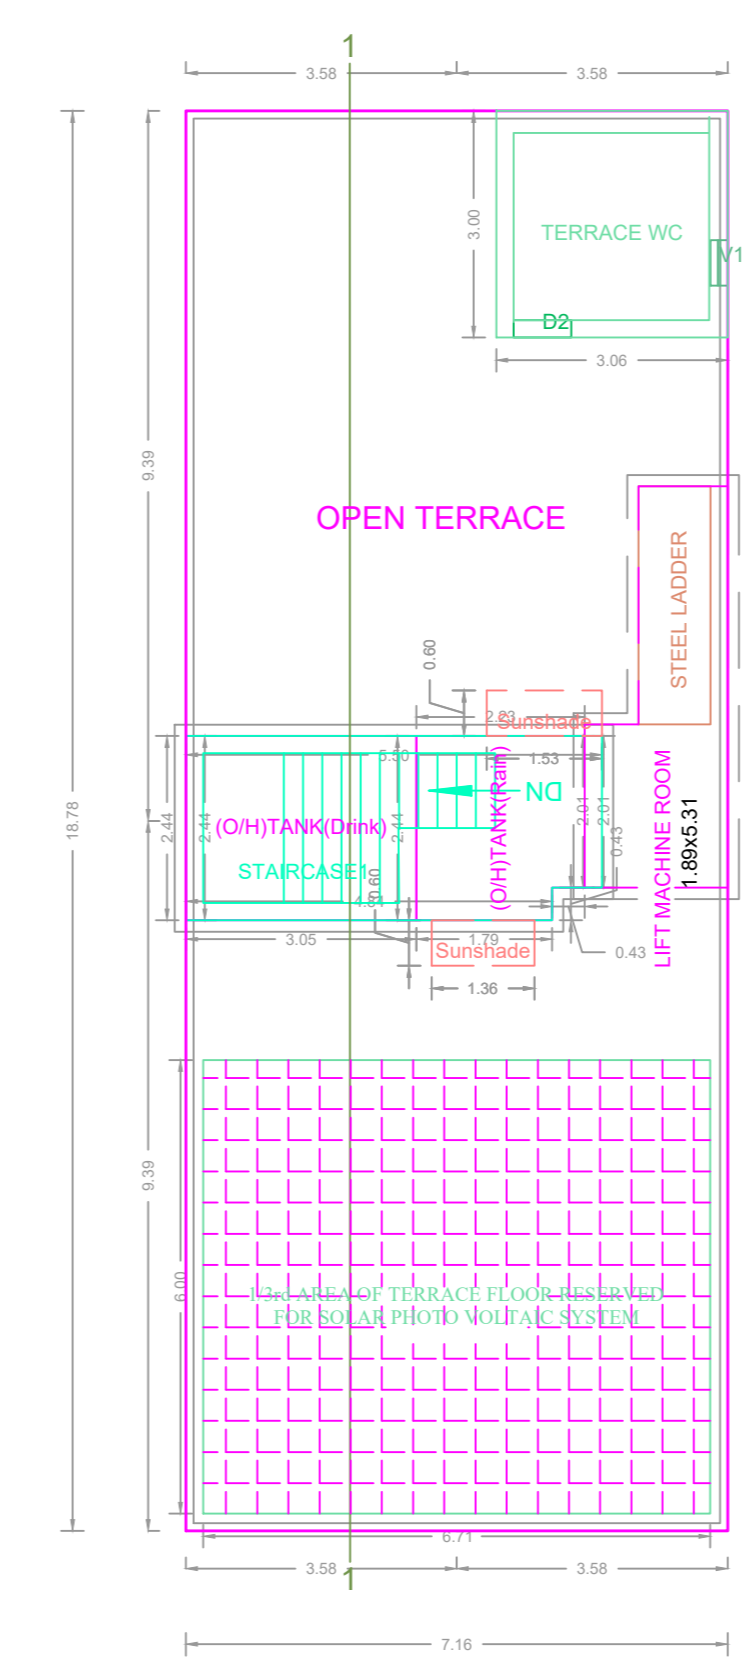 1
3.58
3.58
3.00
TERRACE WC
V1
D2
3.06
9.39
OPEN TERRACE
STEEL LADDER
0.60
2.23
Sunshade
5.50
1.53
18.78
2.44
2.44
(O/H)TANK(Drink)
2.44
(O/H)TANK(Rain)
DN
2.01
2.01
0.43
LIFT MACHINE ROOM
1.89x5.31
STAIRCASE1
0.60
3.05
1.79
Sunshade
0.43
1.36
9.39
6.00
1/3rd AREA OF TERRACE FLOOR RESERVED
FOR SOLAR PHOTO VOLTAIC SYSTEM
6.71
3.58
1
3.58
7.16